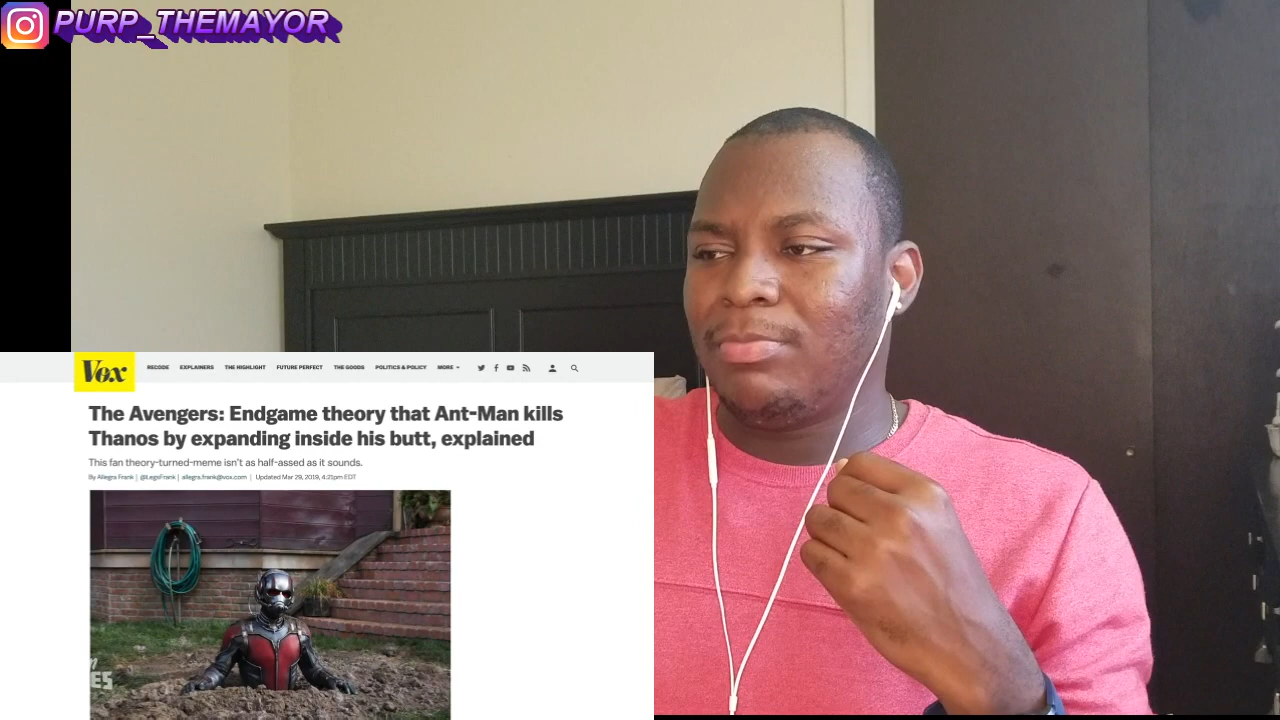 PURP_THEMAYOR
Vox
RECODE EXPLAINERS THE HIGHLIGHT FUTURE PERFECT THE GOODS POLITICS & POLICY MORE
The Avengers: Endgame theory that Ant-Man kills
Thanos by expanding inside his butt, explained
This fan theory-turned-meme isn't as half-assed as it sounds.
By Allegra Frank | @LegsFrank | allegra.frank@vox.com | Updated Mar 29, 2019, 4:21pm EDT